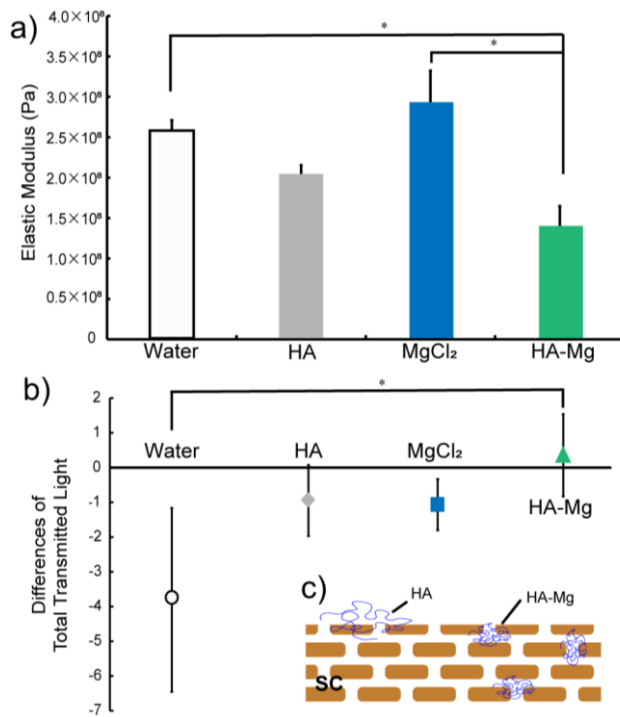 a)
Elastic Modulus (Pa)
4.0×10⁸
3.5×10⁸
3.0×10⁸
2.5×10⁸
2.0×10⁸
1.5×10⁸
1.0×10⁸
0.5×10⁸
0
*
*
Water HA MgCl₂ HA-Mg
b)
Differences of
Total Transmitted Light
2
1
0
-1
-2
-3
-4
-5
-6
-7
*
Water HA MgCl₂
HA-Mg
c)
HA
HA-Mg
SC